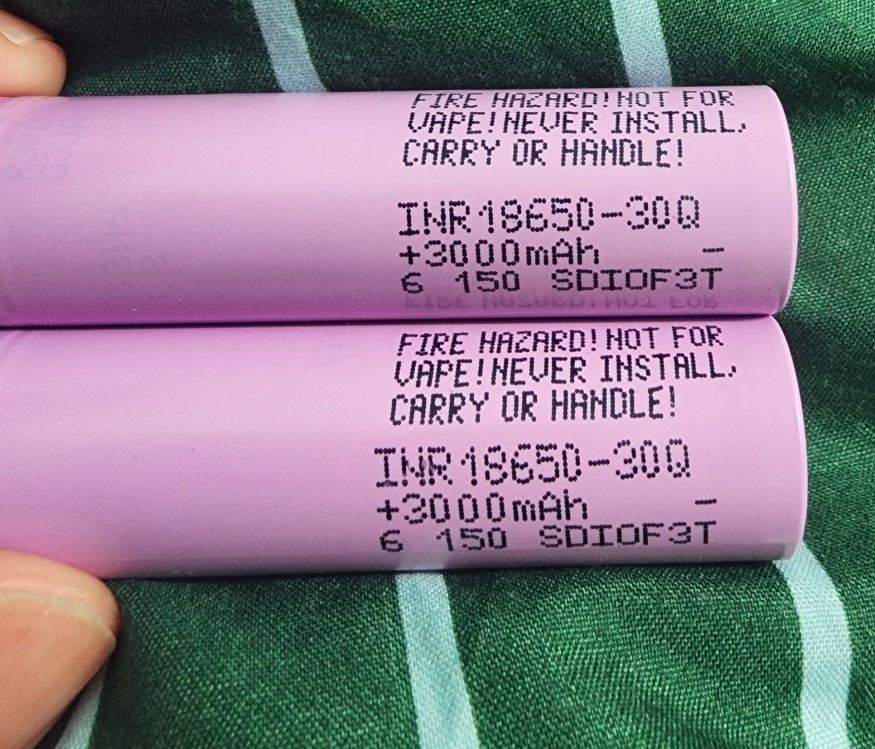 FIRE HAZARD! NOT FOR
VAPE! NEVER INSTALL,
CARRY OR HANDLE!
INR18650-30Q
+3000mAh –
6 150 SDIOF3T
FIRE HAZARD! NOT FOR
VAPE! NEVER INSTALL,
CARRY OR HANDLE!
INR18650-30Q
+3000mAh –
6 150 SDIOF3T